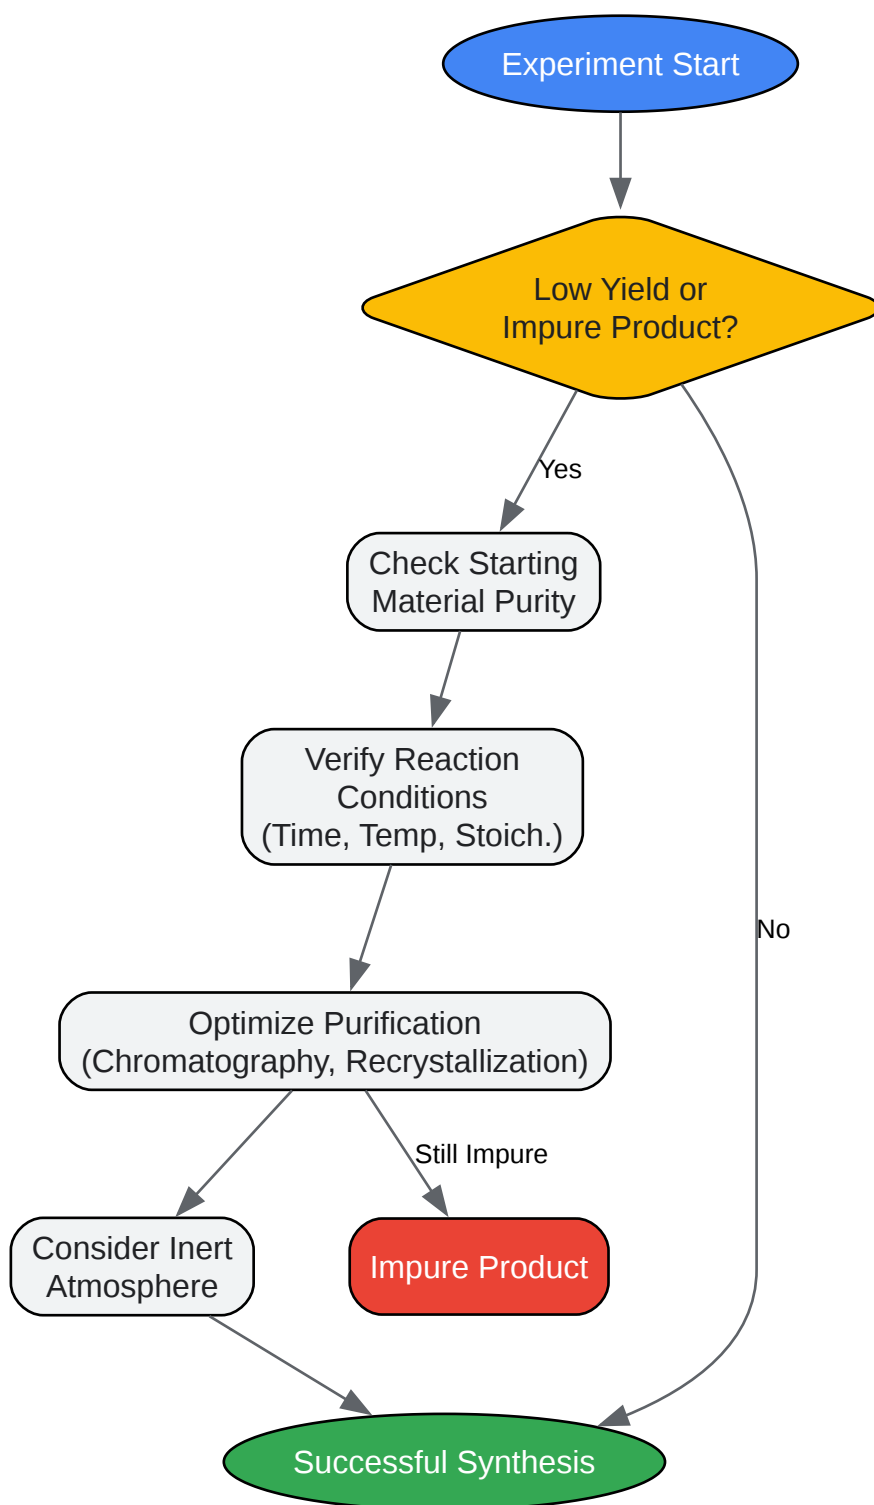 Experiment Start
Low Yield or
Impure Product?
Yes
Check Starting
Material Purity
Verify Reaction
Conditions
(Time, Temp, Stoich.)
No
Optimize Purification
(Chromatography, Recrystallization)
Still Impure
Consider Inert
Atmosphere
Impure Product
Successful Synthesis